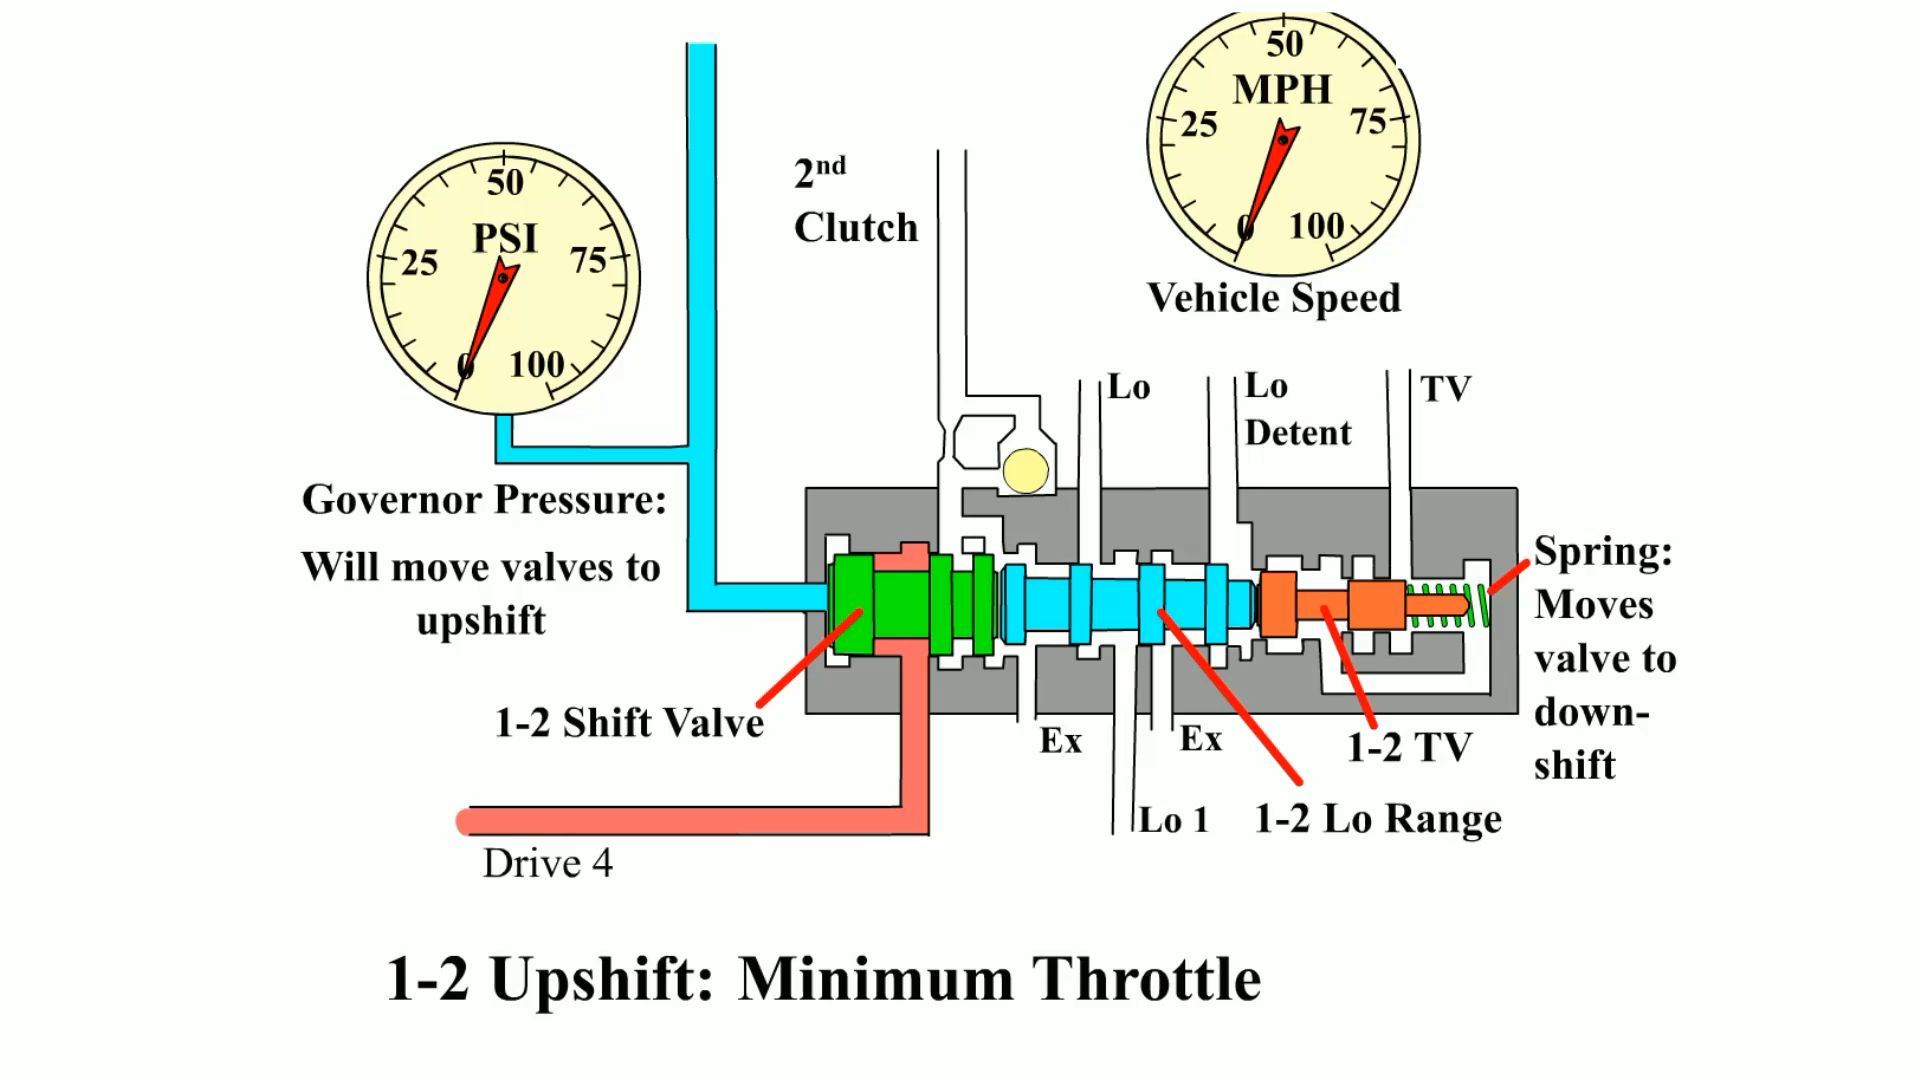 50
MPH
25
75
0
100
Vehicle Speed
50
PSI
25
75
0
100
2nd
Clutch
Lo
Lo
Detent
TV
Governor Pressure:
Will move valves to
upshift
Spring:
Moves
valve to
down-
shift
1-2 Shift Valve
Ex
Ex
1-2 TV
Lo 1
1-2 Lo Range
Drive 4
1-2 Upshift: Minimum Throttle